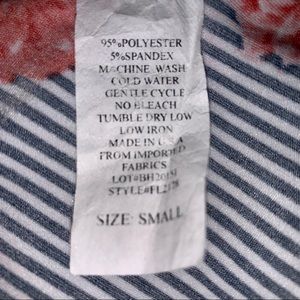 95%POLYESTER
5%SPANDEX
MACHINE WASH
COLD WATER
GENTLE CYCLE
NO BLEACH
TUMBLE DRY LOW
LOW IRON
MADE IN U.S.A
FROM IMPORTED
FABRICS
SIZE: SMALL